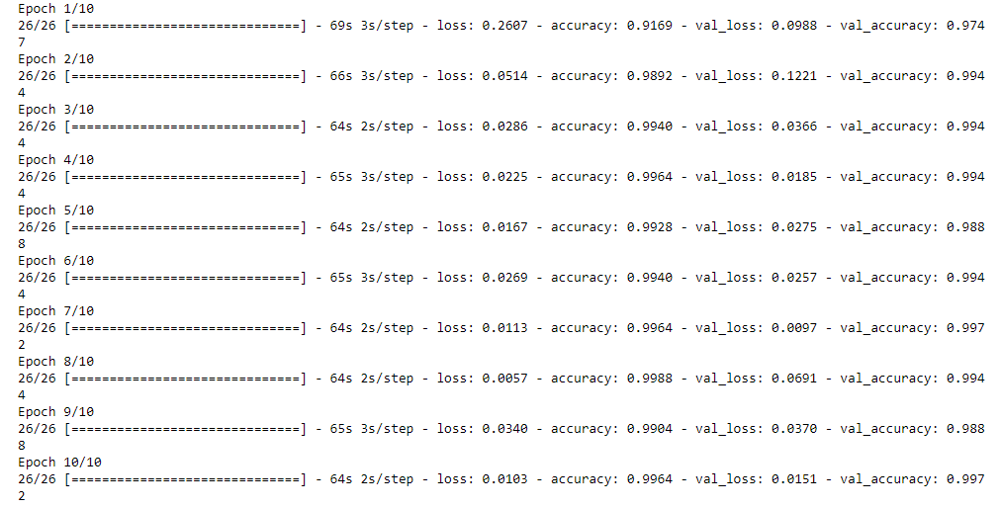 Epoch 1/10
26/26 [==============================] - 69s 3s/step - loss: 0.2607 - accuracy: 0.9169 - val_loss: 0.0988 - val_accuracy: 0.974
7
Epoch 2/10
26/26 [==============================] - 66s 3s/step - loss: 0.0514 - accuracy: 0.9892 - val_loss: 0.1221 - val_accuracy: 0.994
4
Epoch 3/10
26/26 [==============================] - 64s 2s/step - loss: 0.0286 - accuracy: 0.9940 - val_loss: 0.0366 - val_accuracy: 0.994
4
Epoch 4/10
26/26 [==============================] - 65s 3s/step - loss: 0.0225 - accuracy: 0.9964 - val_loss: 0.0185 - val_accuracy: 0.994
4
Epoch 5/10
26/26 [==============================] - 64s 2s/step - loss: 0.0167 - accuracy: 0.9928 - val_loss: 0.0275 - val_accuracy: 0.988
8
Epoch 6/10
26/26 [==============================] - 65s 3s/step - loss: 0.0269 - accuracy: 0.9940 - val_loss: 0.0257 - val_accuracy: 0.994
4
Epoch 7/10
26/26 [==============================] - 64s 2s/step - loss: 0.0113 - accuracy: 0.9964 - val_loss: 0.0097 - val_accuracy: 0.997
2
Epoch 8/10
26/26 [==============================] - 64s 2s/step - loss: 0.0057 - accuracy: 0.9988 - val_loss: 0.0691 - val_accuracy: 0.994
4
Epoch 9/10
26/26 [==============================] - 65s 3s/step - loss: 0.0340 - accuracy: 0.9904 - val_loss: 0.0370 - val_accuracy: 0.988
8
Epoch 10/10
26/26 [==============================] - 64s 2s/step - loss: 0.0103 - accuracy: 0.9964 - val_loss: 0.0151 - val_accuracy: 0.997
2